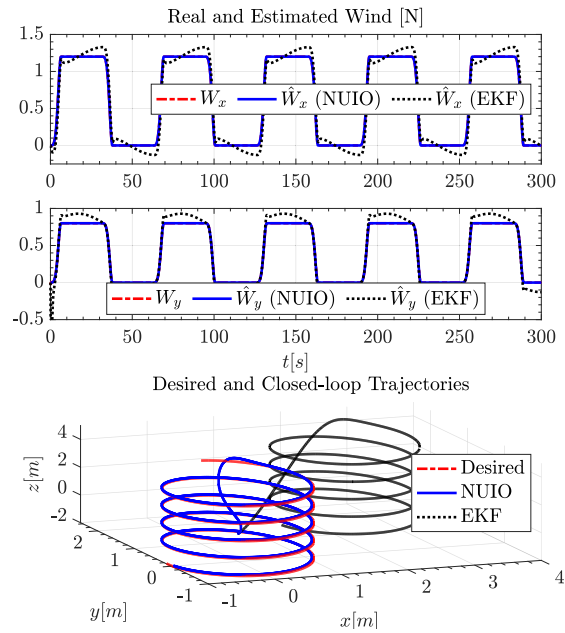 Real and Estimated Wind [N]
1.5
1
0.5
0
W_x Ŵ_x (NUIO) Ŵ_x (EKF)
0 50 100 150 200 250 300
1
0.5
0
-0.5
W_y Ŵ_y (NUIO) Ŵ_y (EKF)
0 50 100 150 200 250 300
t[s]
Desired and Closed-loop Trajectories
4
2
0
-2
z[m]
Desired
NUIO
EKF
2
1
0
-1
y[m]
-1 0 1 2 3 4
x[m]